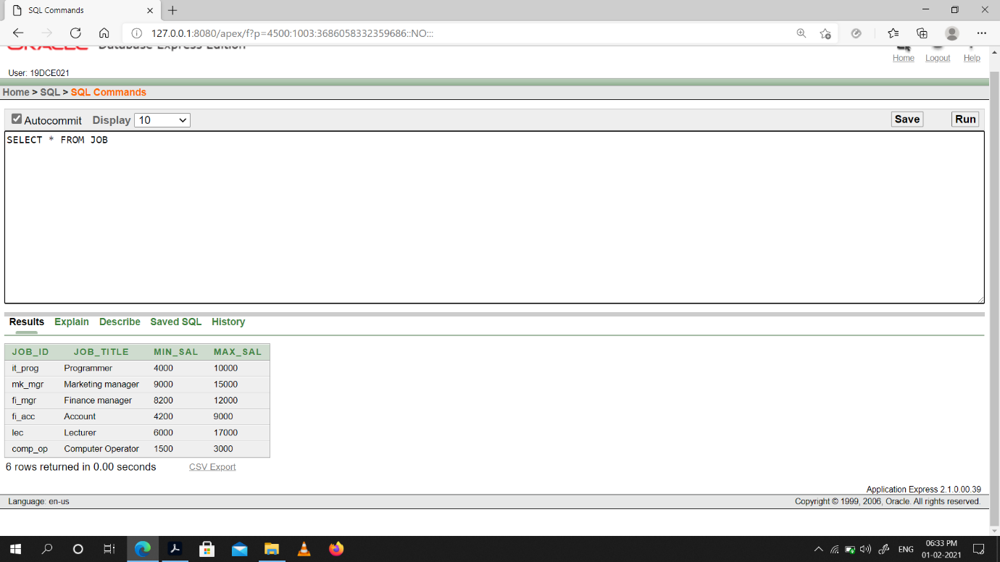 SQL Commands
127.0.0.1:8080/apex/f?p=4500:1003:3686058332359686::NO:::
ORACLE Database Express Edition
Home Logout Help
User: 19DCE021
Home > SQL > SQL Commands
Autocommit Display 10 Save Run
SELECT * FROM JOB
Results Explain Describe Saved SQL History
JOB_ID JOB_TITLE MIN_SAL MAX_SAL
it_prog Programmer 4000 10000
mk_mgr Marketing manager 9000 15000
fi_mgr Finance manager 8200 12000
fi_acc Account 4200 9000
lec Lecturer 6000 17000
comp_op Computer Operator 1500 3000
6 rows returned in 0.00 seconds CSV Export
Application Express 2.1.0.00.39
Language: en-us Copyright © 1999, 2006, Oracle. All rights reserved.
ENG 06:33 PM
01-02-2021